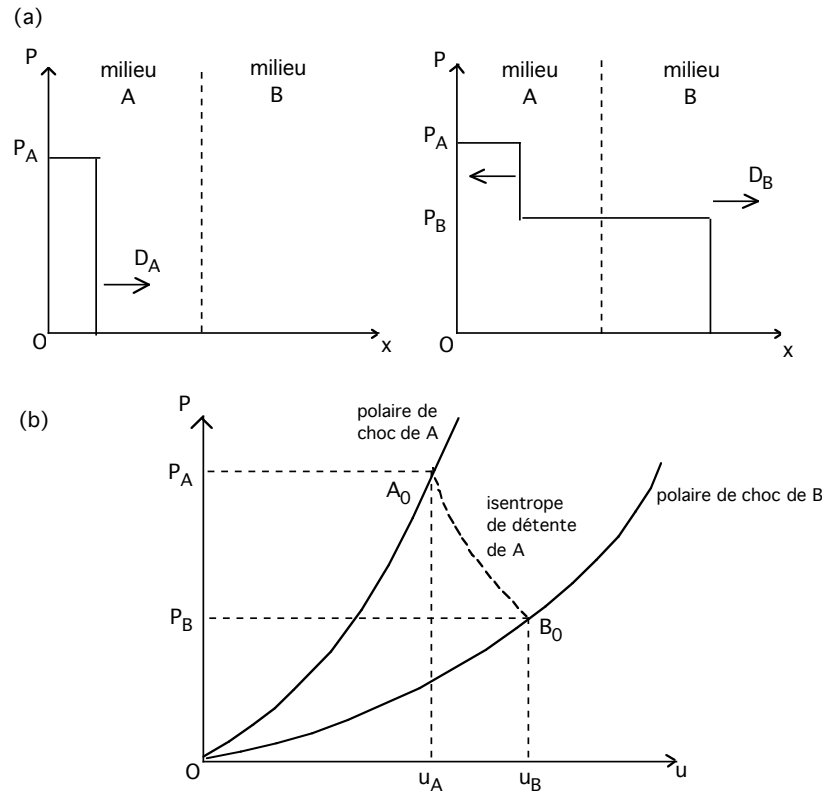 (a)
P
milieu
A
milieu
B
P_A
D_A
O
x
P
milieu
A
milieu
B
P_A
D_B
P_B
O
x
(b)
P
polaire de
choc de A
P_A
A_0
isentrope
de détente
de A
polaire de choc de B
P_B
B_0
O
u_A
u_B
u